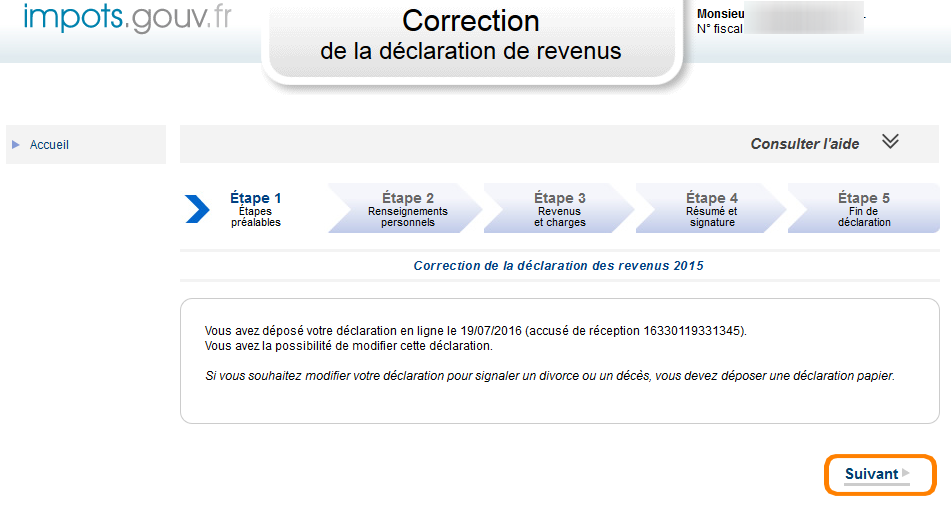 impots.gouv.fr
Correction
de la déclaration de revenus
Monsieur
N° fiscal
Accueil
Consulter l'aide
Étape 1
Étapes
préalables
Étape 2
Renseignements
personnels
Étape 3
Revenus
et charges
Étape 4
Résumé et
signature
Étape 5
Fin de
déclaration
Correction de la déclaration des revenus 2015
Vous avez déposé votre déclaration en ligne le 19/07/2016 (accusé de réception 16330119331345).
Vous avez la possibilité de modifier cette déclaration.
Si vous souhaitez modifier votre déclaration pour signaler un divorce ou un décès, vous devez déposer une déclaration papier.
Suivant